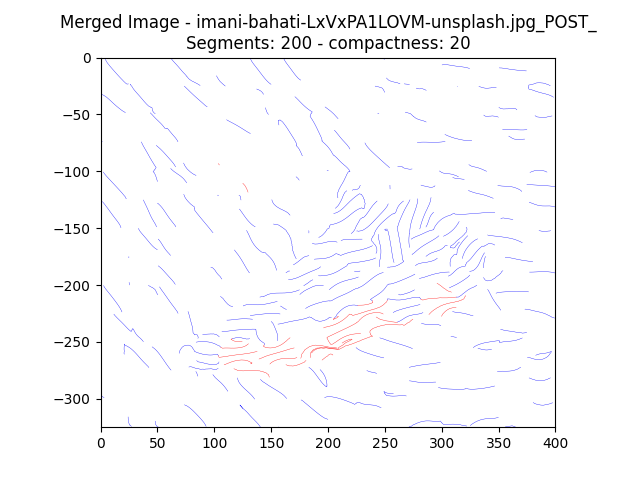 Merged Image - imani-bahati-LxVxPA1LOVM-unsplash.jpg_POST_
Segments: 200 - compactness: 20
0
−50
−100
−150
−200
−250
−300
0 50 100 150 200 250 300 350 400